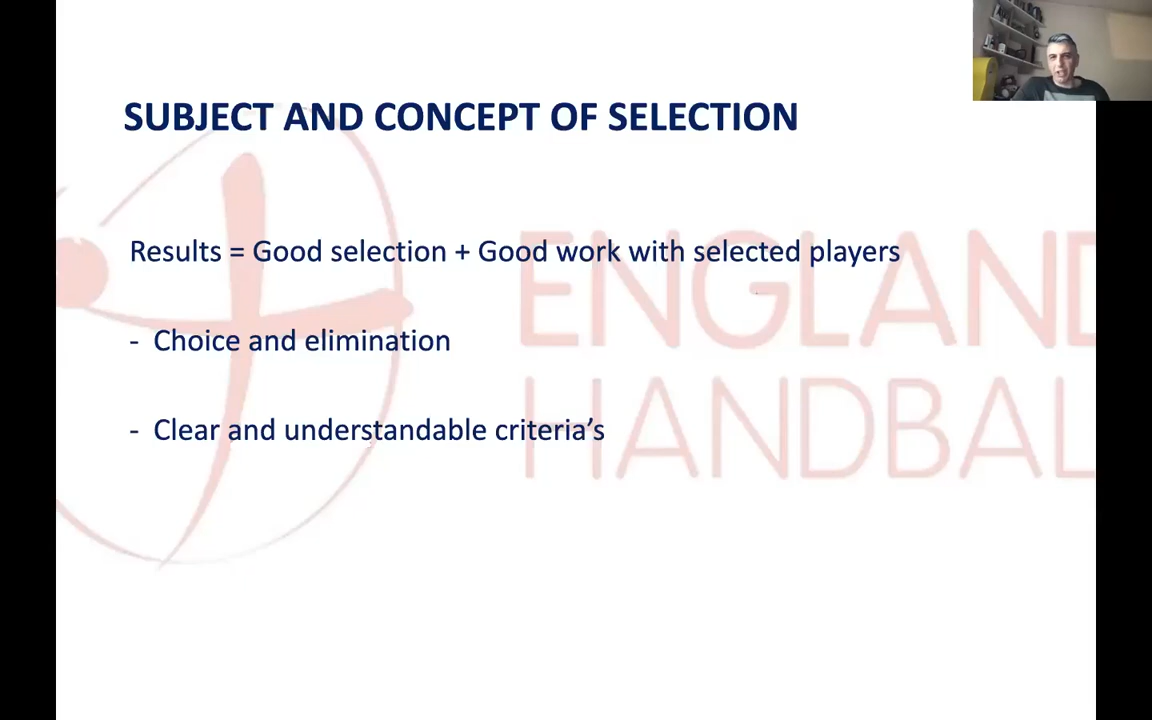 SUBJECT AND CONCEPT OF SELECTION
Results = Good selection + Good work with selected players
- Choice and elimination
- Clear and understandable criteria's
ENGLAND
HANDBAL